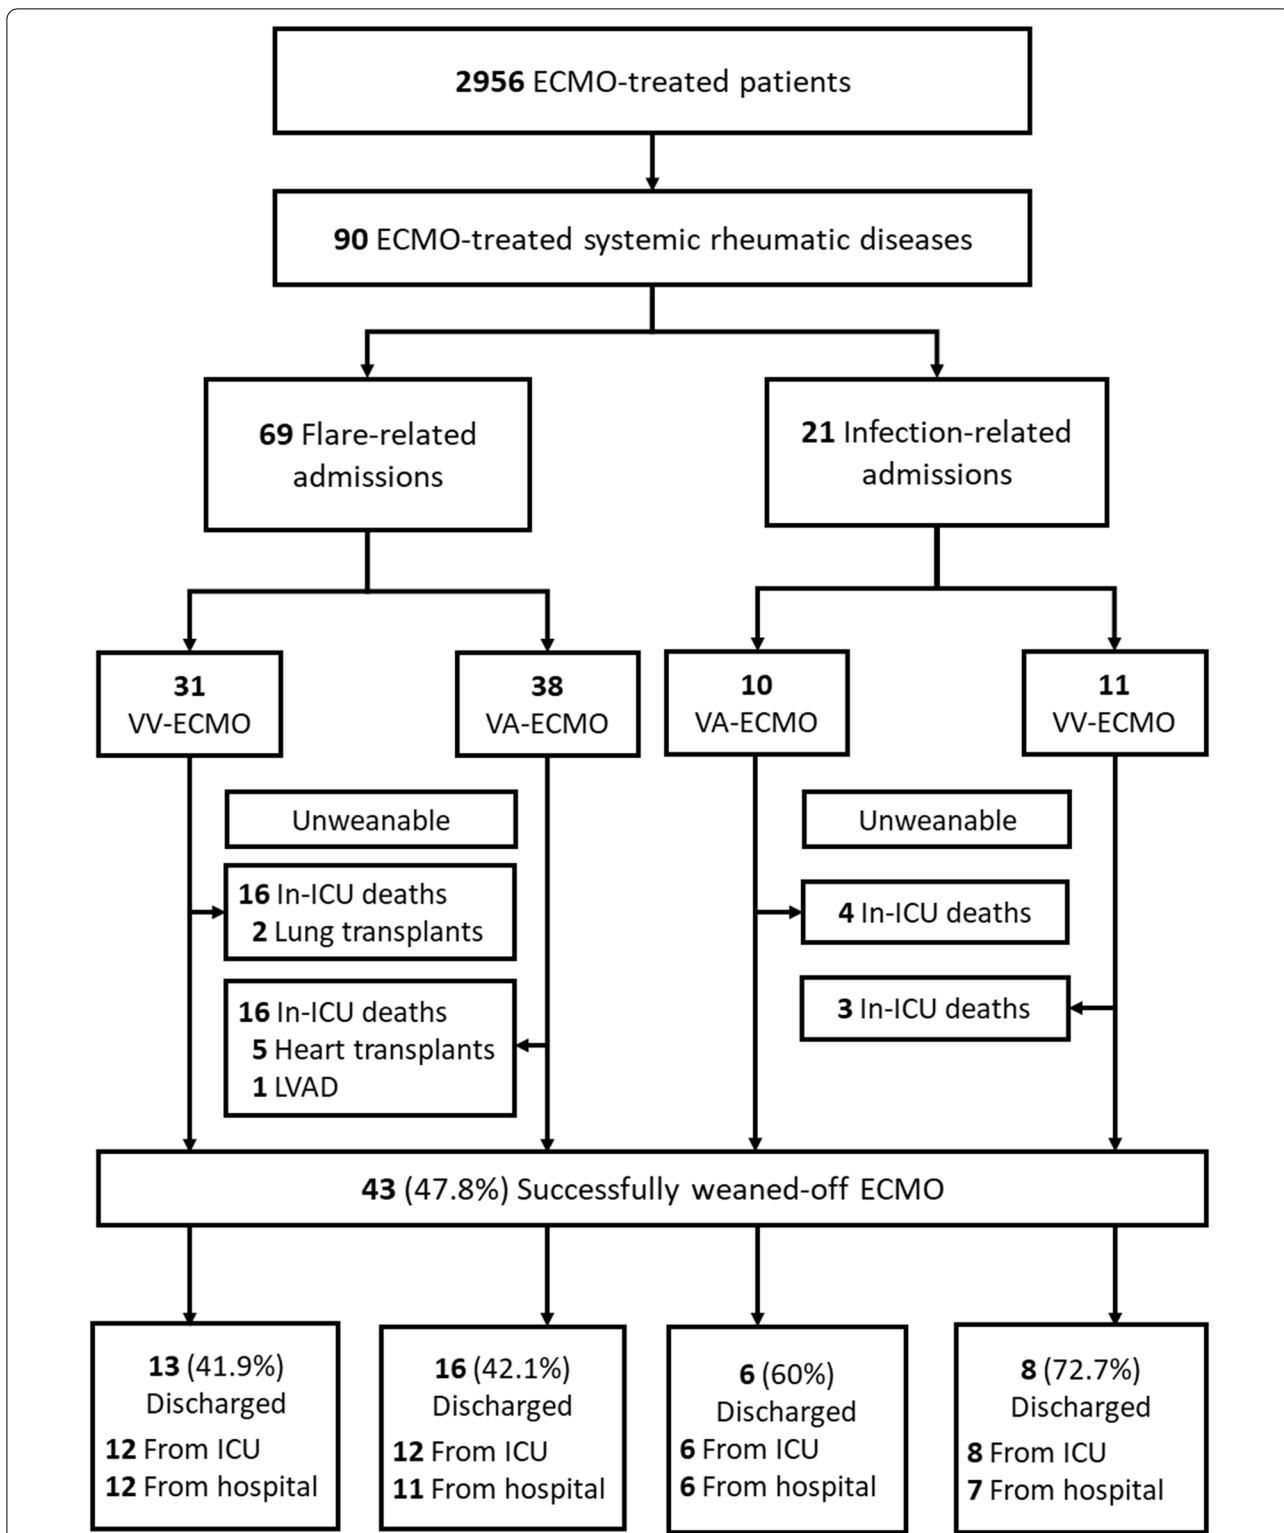 2956 ECMO-treated patients
90 ECMO-treated systemic rheumatic diseases
69 Flare-related
admissions
21 Infection-related
admissions
31
VV-ECMO
38
VA-ECMO
10
VA-ECMO
11
VV-ECMO
Unweanable
16 In-ICU deaths
2 Lung transplants
16 In-ICU deaths
5 Heart transplants
1 LVAD
Unweanable
4 In-ICU deaths
3 In-ICU deaths
43 (47.8%) Successfully weaned-off ECMO
13 (41.9%)
Discharged
12 From ICU
12 From hospital
16 (42.1%)
Discharged
12 From ICU
11 From hospital
6 (60%)
Discharged
6 From ICU
6 From hospital
8 (72.7%)
Discharged
8 From ICU
7 From hospital